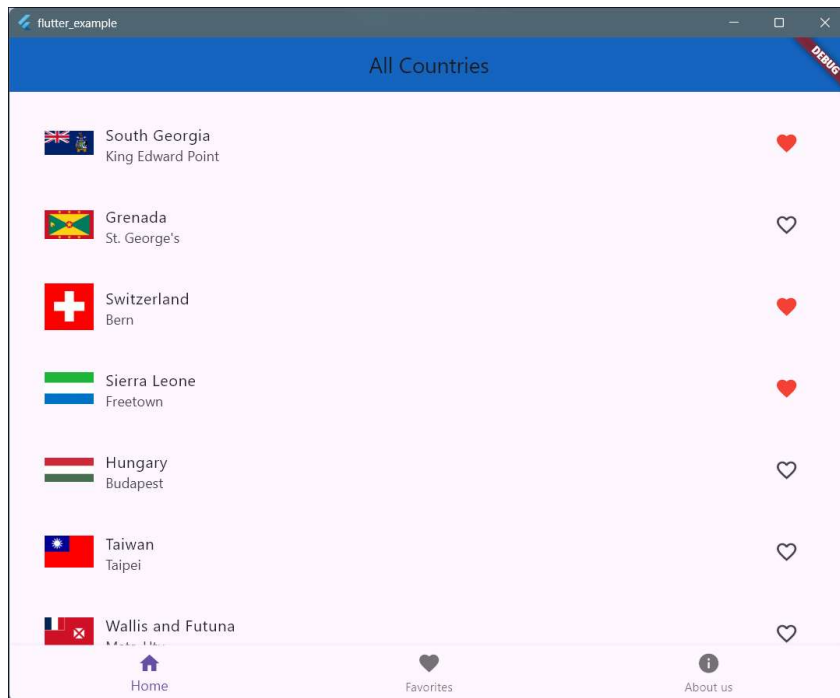 flutter_example
DEBUG
All Countries
South Georgia
King Edward Point
Grenada
St. George's
Switzerland
Bern
Sierra Leone
Freetown
Hungary
Budapest
Taiwan
Taipei
Wallis and Futuna
Home
Favorites
About us